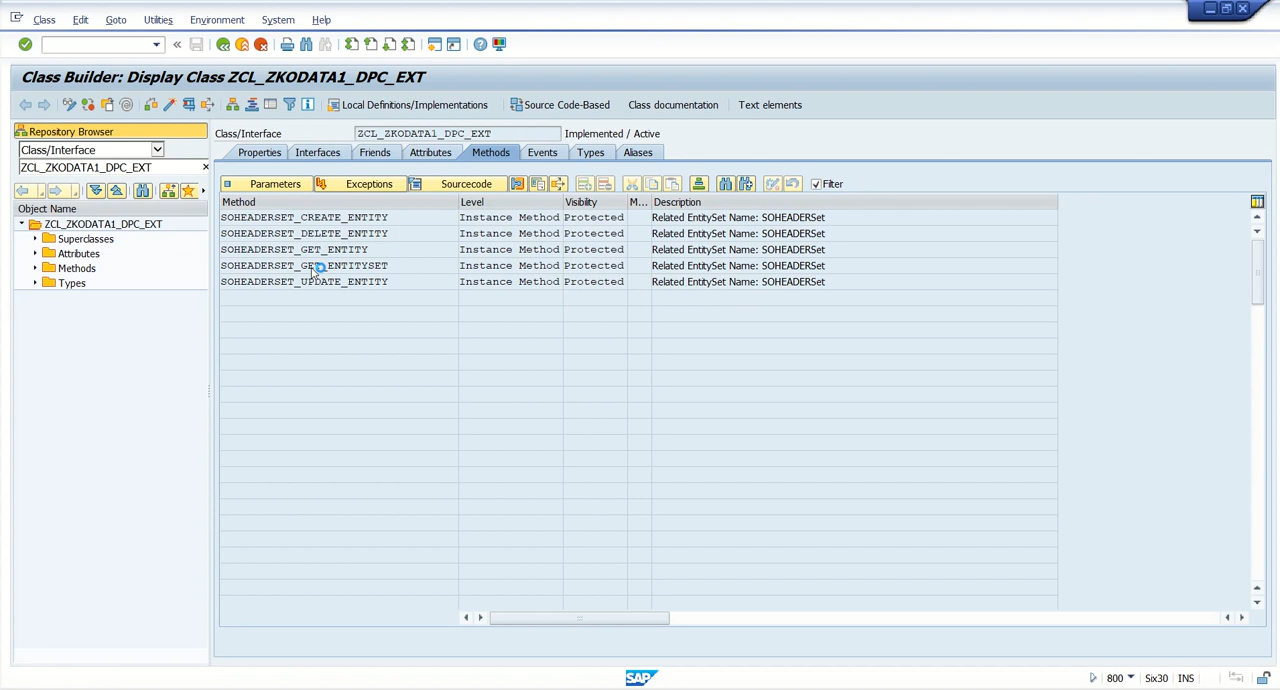 Class Edit Goto Utilities Environment System Help
Class Builder: Display Class ZCL_ZKODATA1_DPC_EXT
Local Definitions/Implementations Source Code-Based Class documentation Text elements
Repository Browser
Class/Interface
ZCL_ZKODATA1_DPC_EXT
Object Name
ZCL_ZKODATA1_DPC_EXT
Superclasses
Attributes
Methods
Types
Class/Interface ZCL_ZKODATA1_DPC_EXT Implemented / Active
Properties Interfaces Friends Attributes Methods Events Types Aliases
Parameters Exceptions Sourcecode Filter
Method Level Visibility M... Description
SOHEADERSET_CREATE_ENTITY Instance Method Protected Related EntitySet Name: SOHEADERSet
SOHEADERSET_DELETE_ENTITY Instance Method Protected Related EntitySet Name: SOHEADERSet
SOHEADERSET_GET_ENTITY Instance Method Protected Related EntitySet Name: SOHEADERSet
SOHEADERSET_GET_ENTITYSET Instance Method Protected Related EntitySet Name: SOHEADERSet
SOHEADERSET_UPDATE_ENTITY Instance Method Protected Related EntitySet Name: SOHEADERSet
SAP 800 Six30 INS